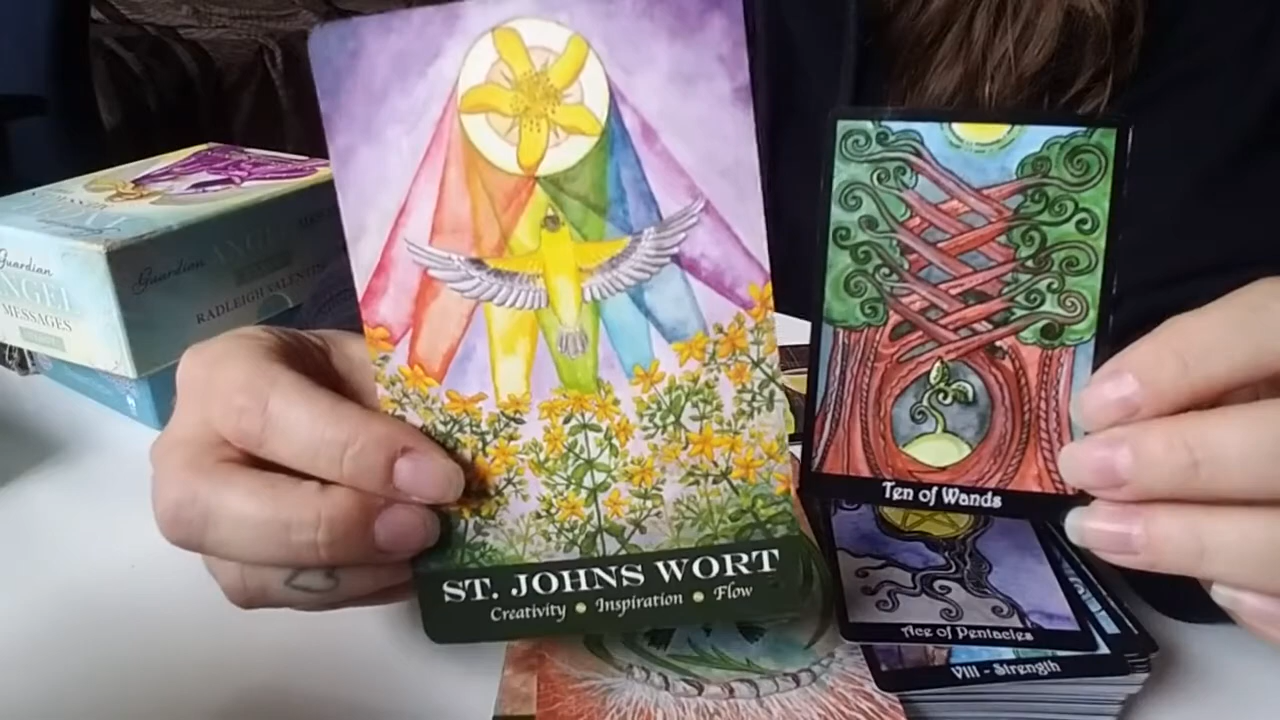 Guardian
ANGEL
MESSAGES
Guardian
ANGEL
RADLEIGH VALENTINE
ST. JOHNS WORT
Creativity Inspiration Flow
Ten of Wands
Ace of Pentacles
VIII - Strength